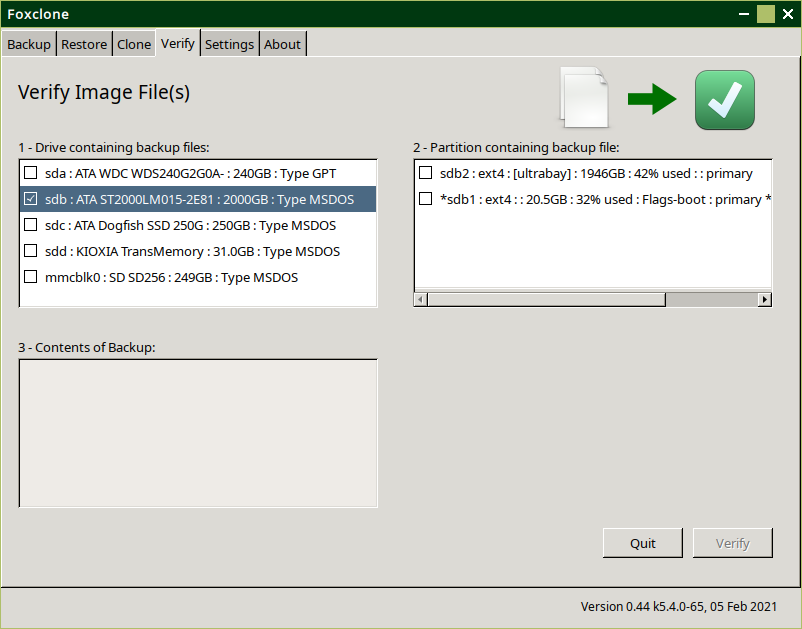 Foxclone
Backup Restore Clone Verify Settings About
Verify Image File(s)
1 - Drive containing backup files:
sda : ATA WDC WDS240G2G0A- : 240GB : Type GPT
sdb : ATA ST2000LM015-2E81 : 2000GB : Type MSDOS
sdc : ATA Dogfish SSD 250G : 250GB : Type MSDOS
sdd : KIOXIA TransMemory : 31.0GB : Type MSDOS
mmcblk0 : SD SD256 : 249GB : Type MSDOS
2 - Partition containing backup file:
sdb2 : ext4 : [ultrabay] : 1946GB : 42% used : : primary
*sdb1 : ext4 : : 20.5GB : 32% used : Flags-boot : primary *
3 - Contents of Backup:
Quit Verify
Version 0.44 k5.4.0-65, 05 Feb 2021